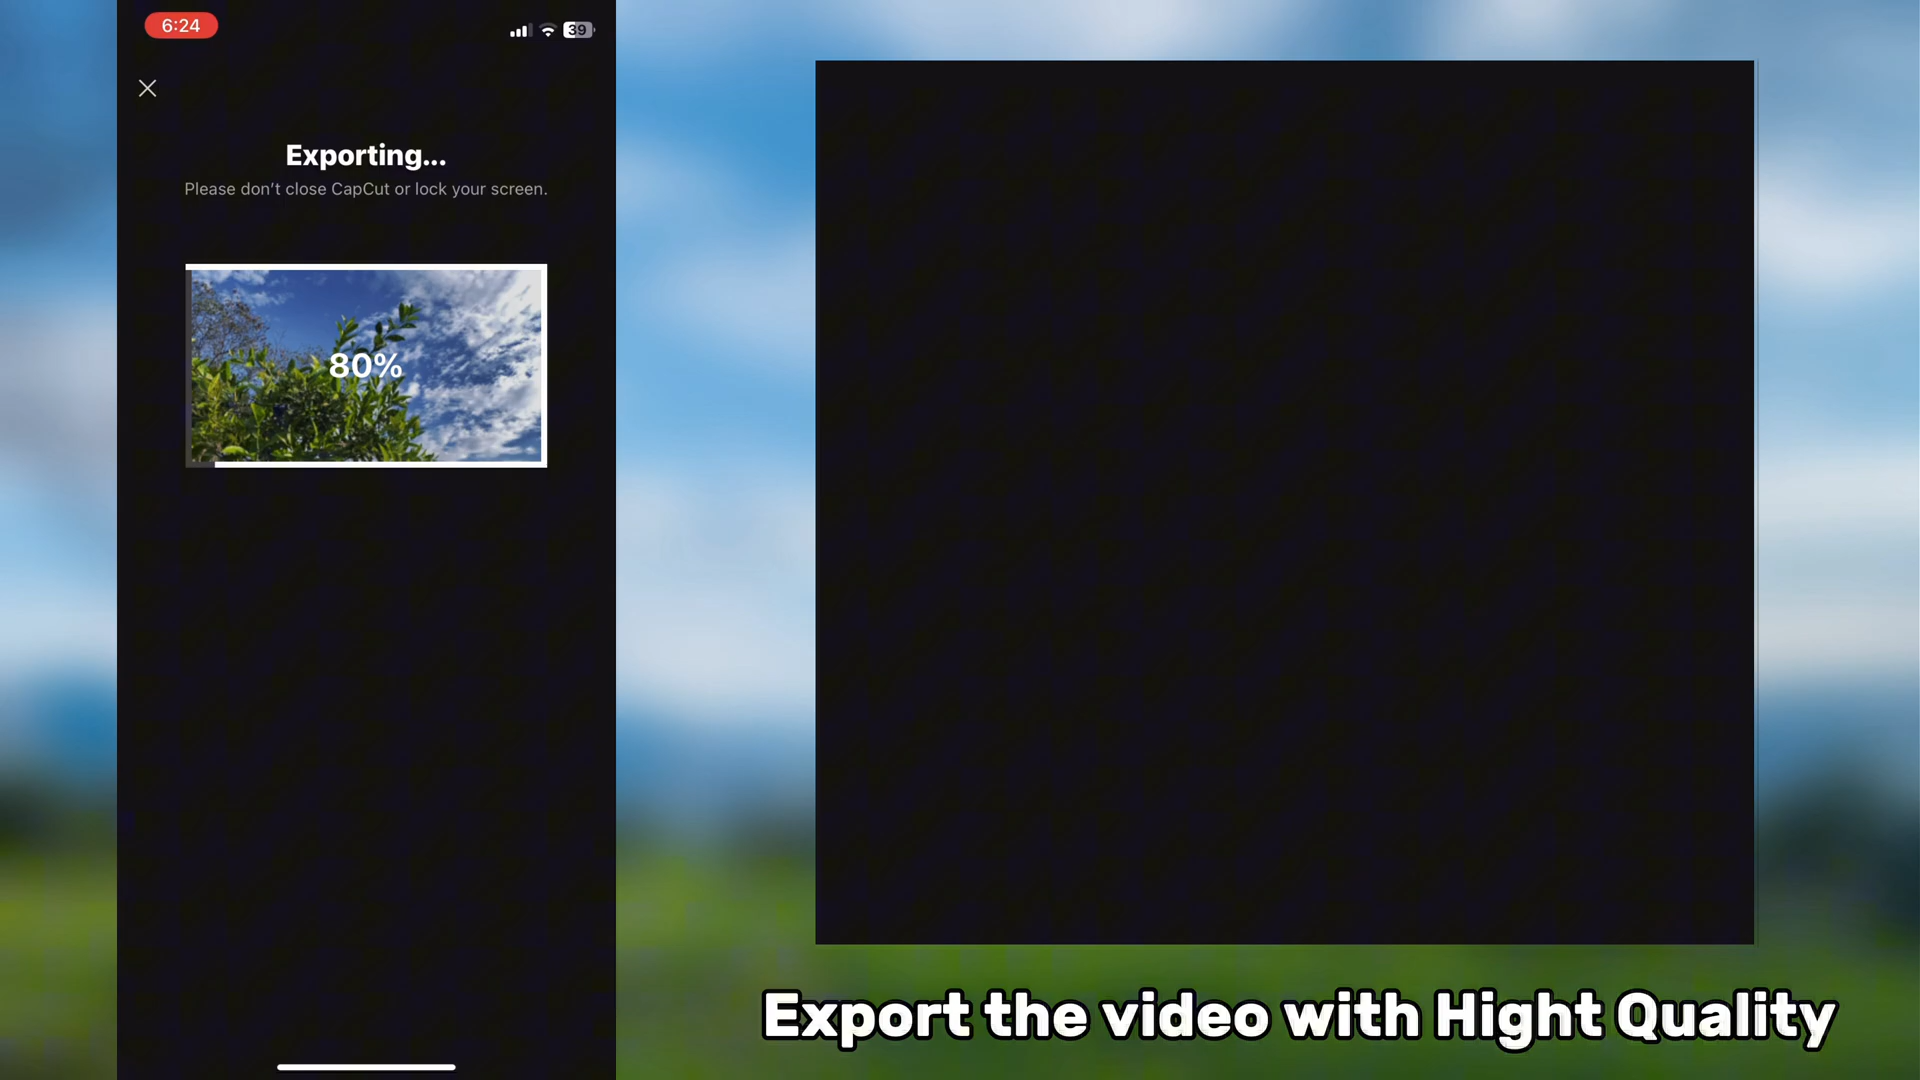 6:24
39
Exporting...
Please don’t close CapCut or lock your screen.
80%
Export the video with Hight Quality